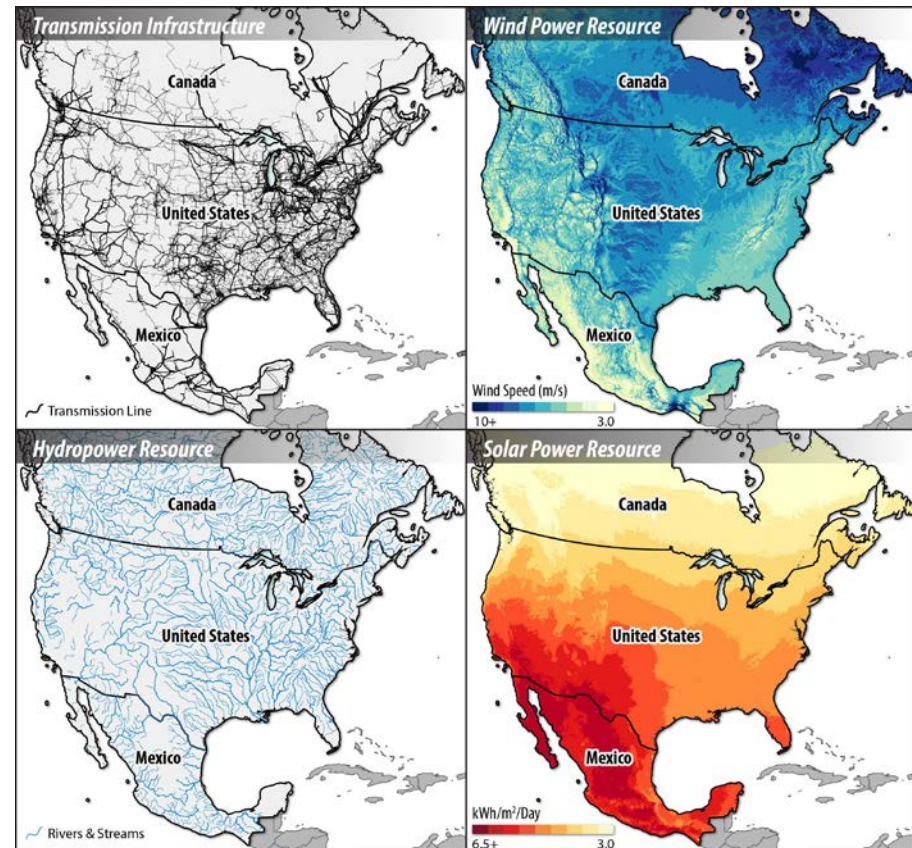 Transmission Infrastructure
Canada
United States
Mexico
Transmission Line
Wind Power Resource
Canada
United States
Mexico
Wind Speed (m/s)
10+ 3.0
Hydropower Resource
Canada
United States
Mexico
Rivers & Streams
Solar Power Resource
Canada
United States
Mexico
kWh/m²/Day
6.5+ 3.0